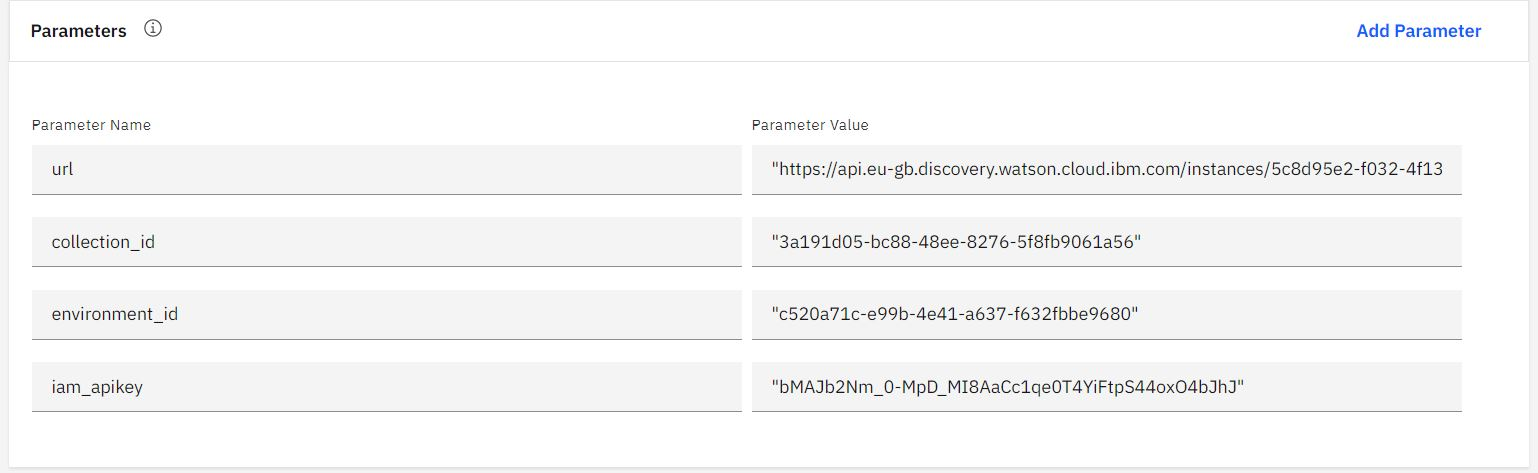 Parameters
Add Parameter
Parameter Name
Parameter Value
url
"https://api.eu-gb.discovery.watson.cloud.ibm.com/instances/5c8d95e2-f032-4f13
collection_id
"3a191d05-bc88-48ee-8276-5f8fb9061a56"
environment_id
"c520a71c-e99b-4e41-a637-f632fbbe9680"
iam_apikey
"bMAJb2Nm_0-MpD_MI8AaCc1qe0T4YiFtpS44oxO4bJhJ"